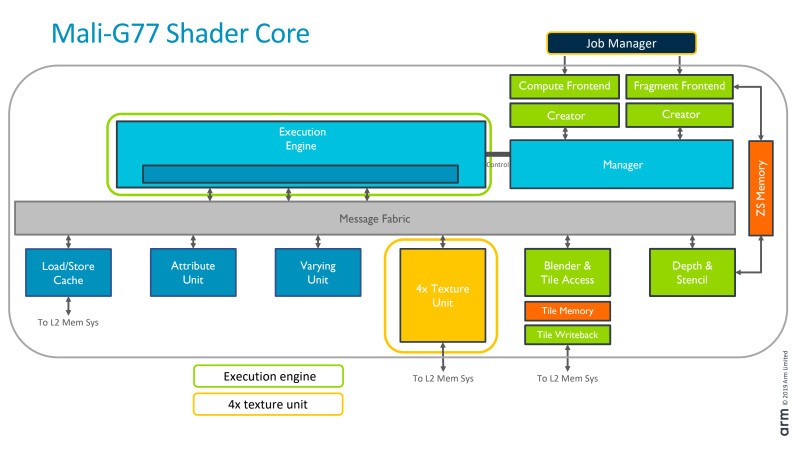 Mali-G77 Shader Core
Job Manager
Compute Frontend
Fragment Frontend
Creator
Creator
Execution
Engine
Control
Manager
ZS Memory
Message Fabric
Load/Store
Cache
Attribute
Unit
Varying
Unit
4x Texture
Unit
Blender &
Tile Access
Depth &
Stencil
Tile Memory
Tile Writeback
To L2 Mem Sys
To L2 Mem Sys
To L2 Mem Sys
Execution engine
4x texture unit
arm
© 2019 Arm Limited